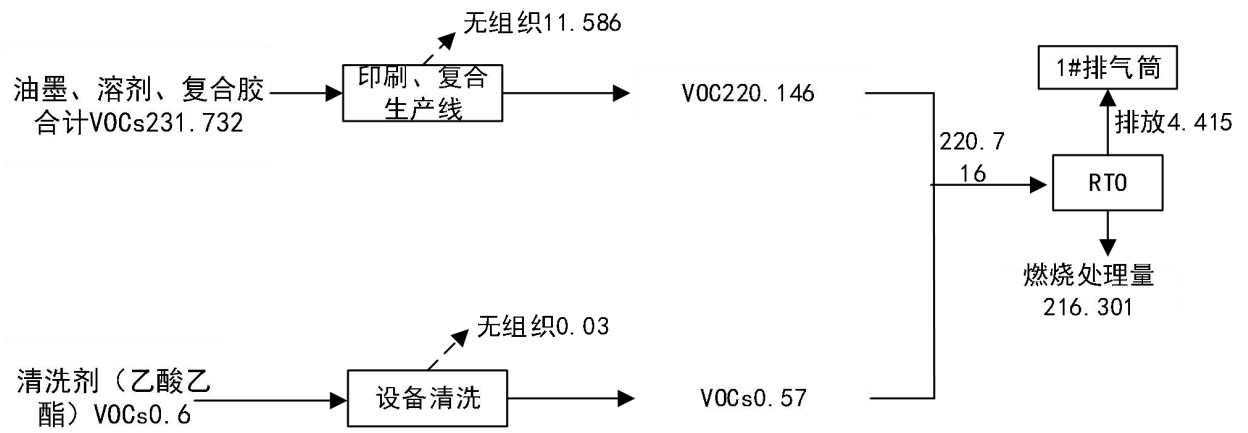 无组织11.586
油墨、溶剂、复合胶
合计VOCs231.732
印刷、复合
生产线
VOC220.146
220.7
16
1#排气筒
排放4.415
RTO
燃烧处理量
216.301
无组织0.03
清洗剂（乙酸乙
酯）VOCs0.6
设备清洗
VOCs0.57